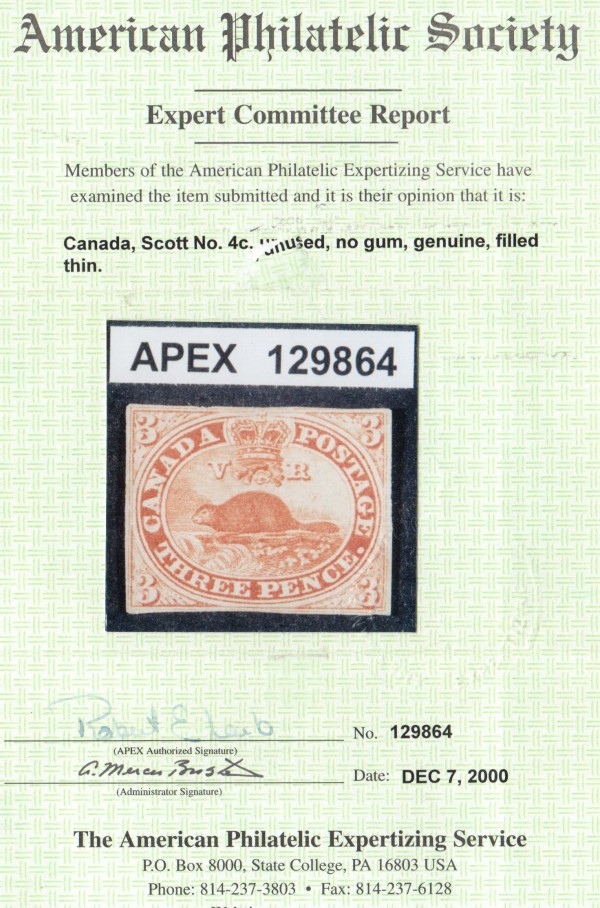 American Philatelic Society
Expert Committee Report
Members of the American Philatelic Expertizing Service have
examined the item submitted and it is their opinion that it is:
Canada, Scott No. 4c. unused, no gum, genuine, filled
thin.
APEX 129864
3 3
CANADA POSTAGE
V R
THREE PENCE.
3 3
No. 129864
(APEX Authorized Signature)
Date: DEC 7, 2000
(Administrator Signature)
The American Philatelic Expertizing Service
P.O. Box 8000, State College, PA 16803 USA
Phone: 814-237-3803 • Fax: 814-237-6128